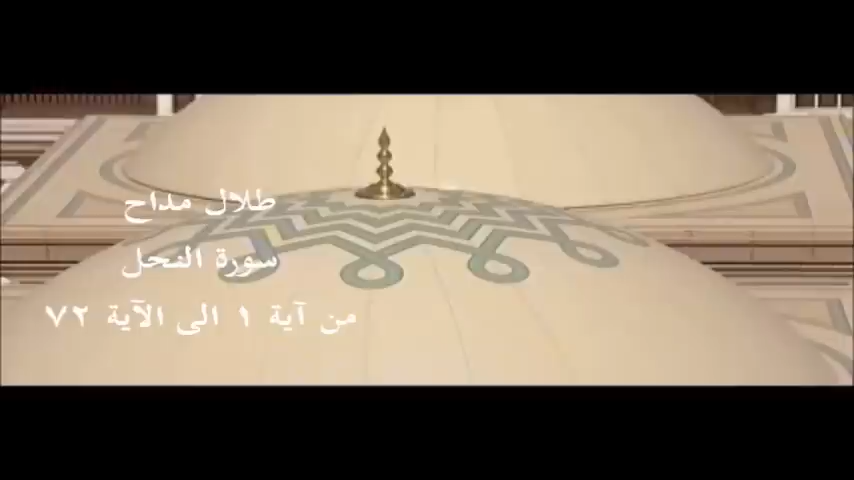 طلال مداح
سورة النحل
من آية ١ الى الآية ٧٢